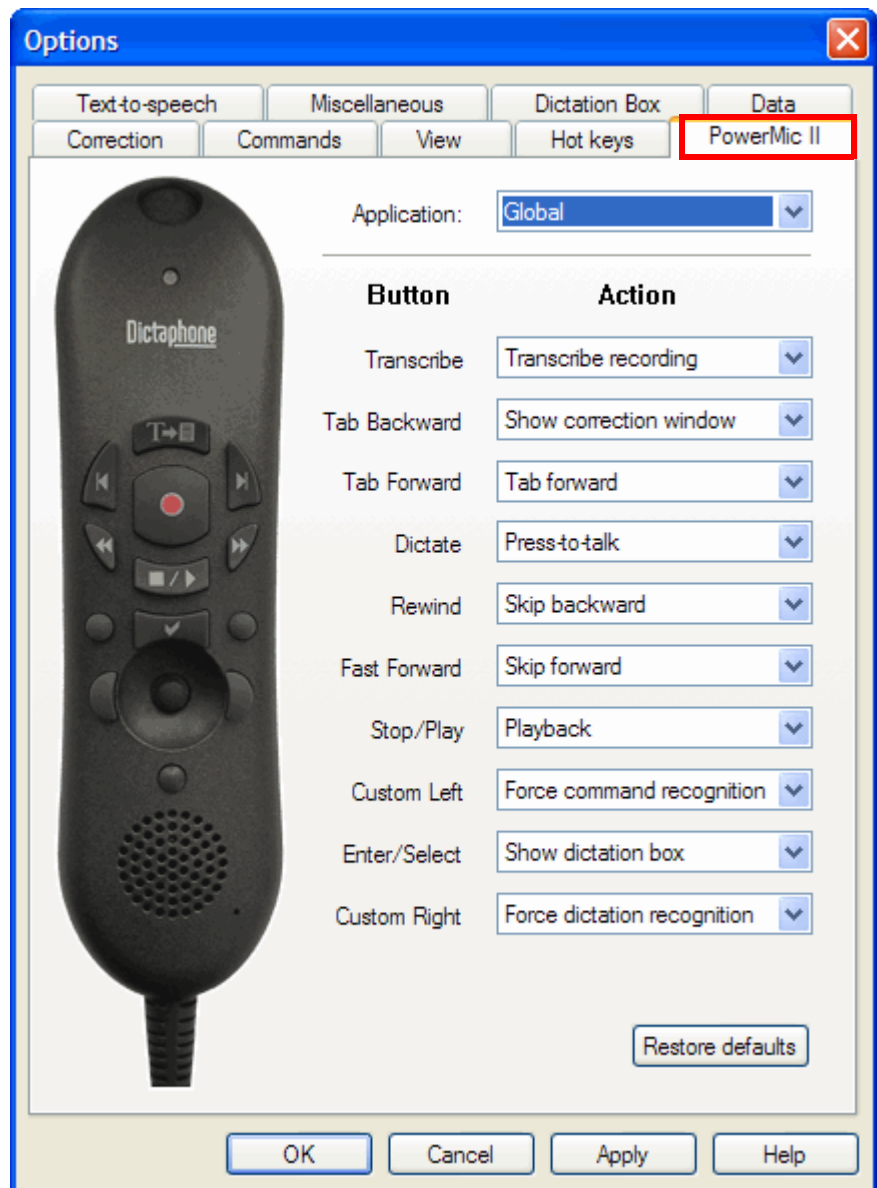 Options
Text-to-speech Miscellaneous Dictation Box Data
Correction Commands View Hot keys PowerMic II
Application: Global
Button Action
Dictaphone
Transcribe Transcribe recording
Tab Backward Show correction window
Tab Forward Tab forward
Dictate Press-to-talk
Rewind Skip backward
Fast Forward Skip forward
Stop/Play Playback
Custom Left Force command recognition
Enter/Select Show dictation box
Custom Right Force dictation recognition
Restore defaults
OK Cancel Apply Help